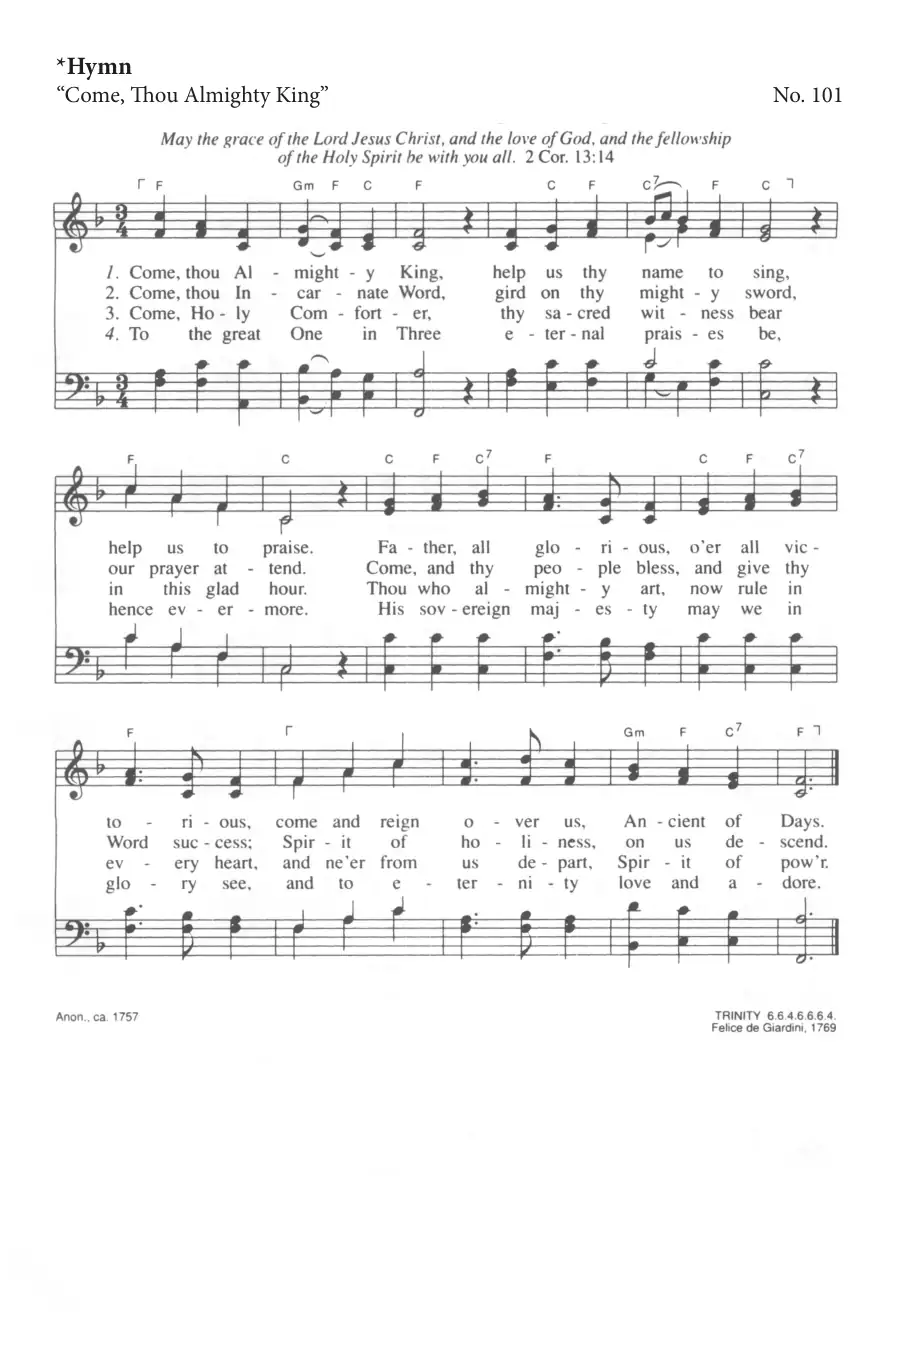 *Hymn
“Come, Thou Almighty King” No. 101
May the grace of the Lord Jesus Christ, and the love of God, and the fellowship
of the Holy Spirit be with you all. 2 Cor. 13:14
F Gm F C F C F C7 F C
1. Come, thou Al - might - y King, help us thy name to sing,
2. Come, thou In - car - nate Word, gird on thy might - y sword,
3. Come, Ho - ly Com - fort - er, thy sa - cred wit - ness bear
4. To the great One in Three e - ter - nal prais - es be,
F C C F C7 F C F C7
help us to praise. Fa - ther, all glo - ri - ous, o’er all vic -
our prayer at - tend. Come, and thy peo - ple bless, and give thy
in this glad hour. Thou who al - might - y art, now rule in
hence ev - er - more. His sov - ereign maj - es - ty may we in
F Gm F C7 F
to - ri - ous, come and reign o - ver us, An - cient of Days.
Word suc - cess; Spir - it of ho - li - ness, on us de - scend.
ev - ery heart, and ne’er from us de - part, Spir - it of pow’r.
glo - ry see, and to e - ter - ni - ty love and a - dore.
Anon., ca. 1757 TRINITY 6.6.4.6.6.6.4.
Felice de Giardini, 1769